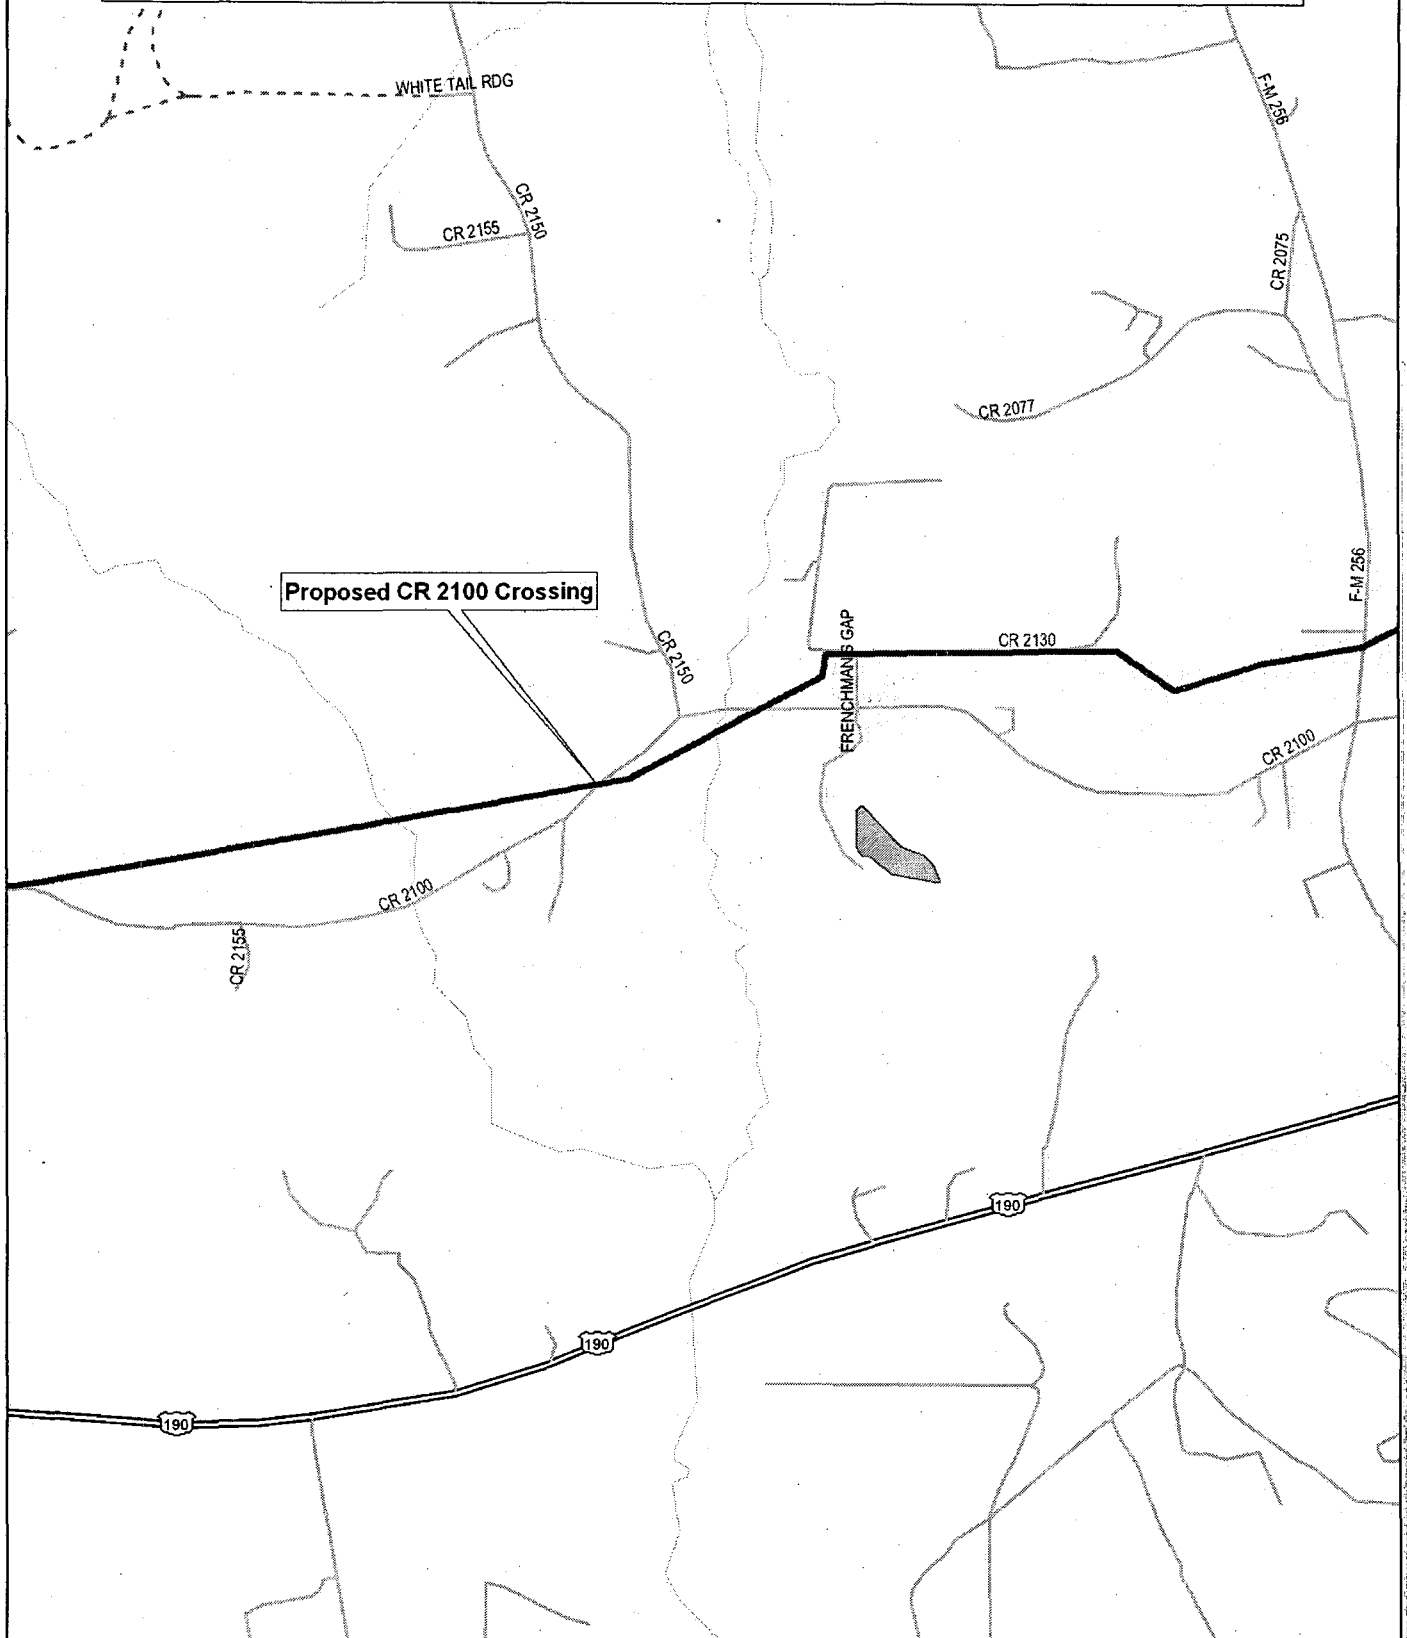 WHITE TAIL RDG
F-M 256
CR 2150
CR 2155
CR 2075
CR 2077
Proposed CR 2100 Crossing
F-M 256
CR 2150
FRENCHMANS GAP
CR 2130
CR 2100
CR 2100
CR 2155
190
190
190